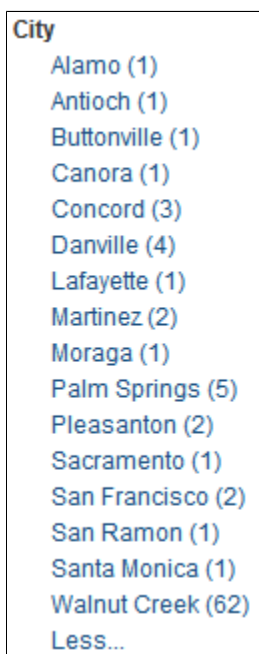 City
Alamo (1)
Antioch (1)
Buttonville (1)
Canora (1)
Concord (3)
Danville (4)
Lafayette (1)
Martinez (2)
Moraga (1)
Palm Springs (5)
Pleasanton (2)
Sacramento (1)
San Francisco (2)
San Ramon (1)
Santa Monica (1)
Walnut Creek (62)
Less...